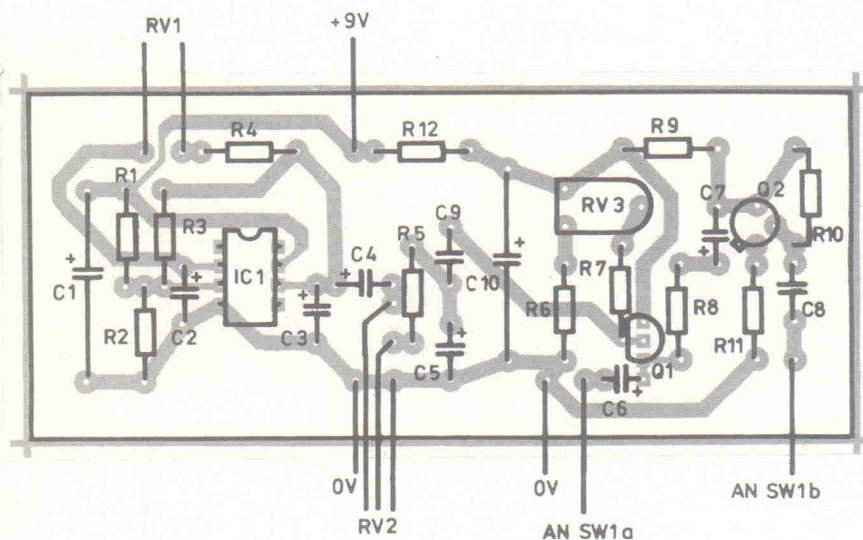 RV1
+9V
R4
R12
R9
R1
R3
RV3
C7
Q2
R10
C9
C4
R5
IC1
C10
R7
C1
R6
R8
C8
R2
C2
C3
R11
C5
Q1
C6
0V
RV2
0V
AN SW1a
AN SW1b
+
+
+
+
+
+
+
+